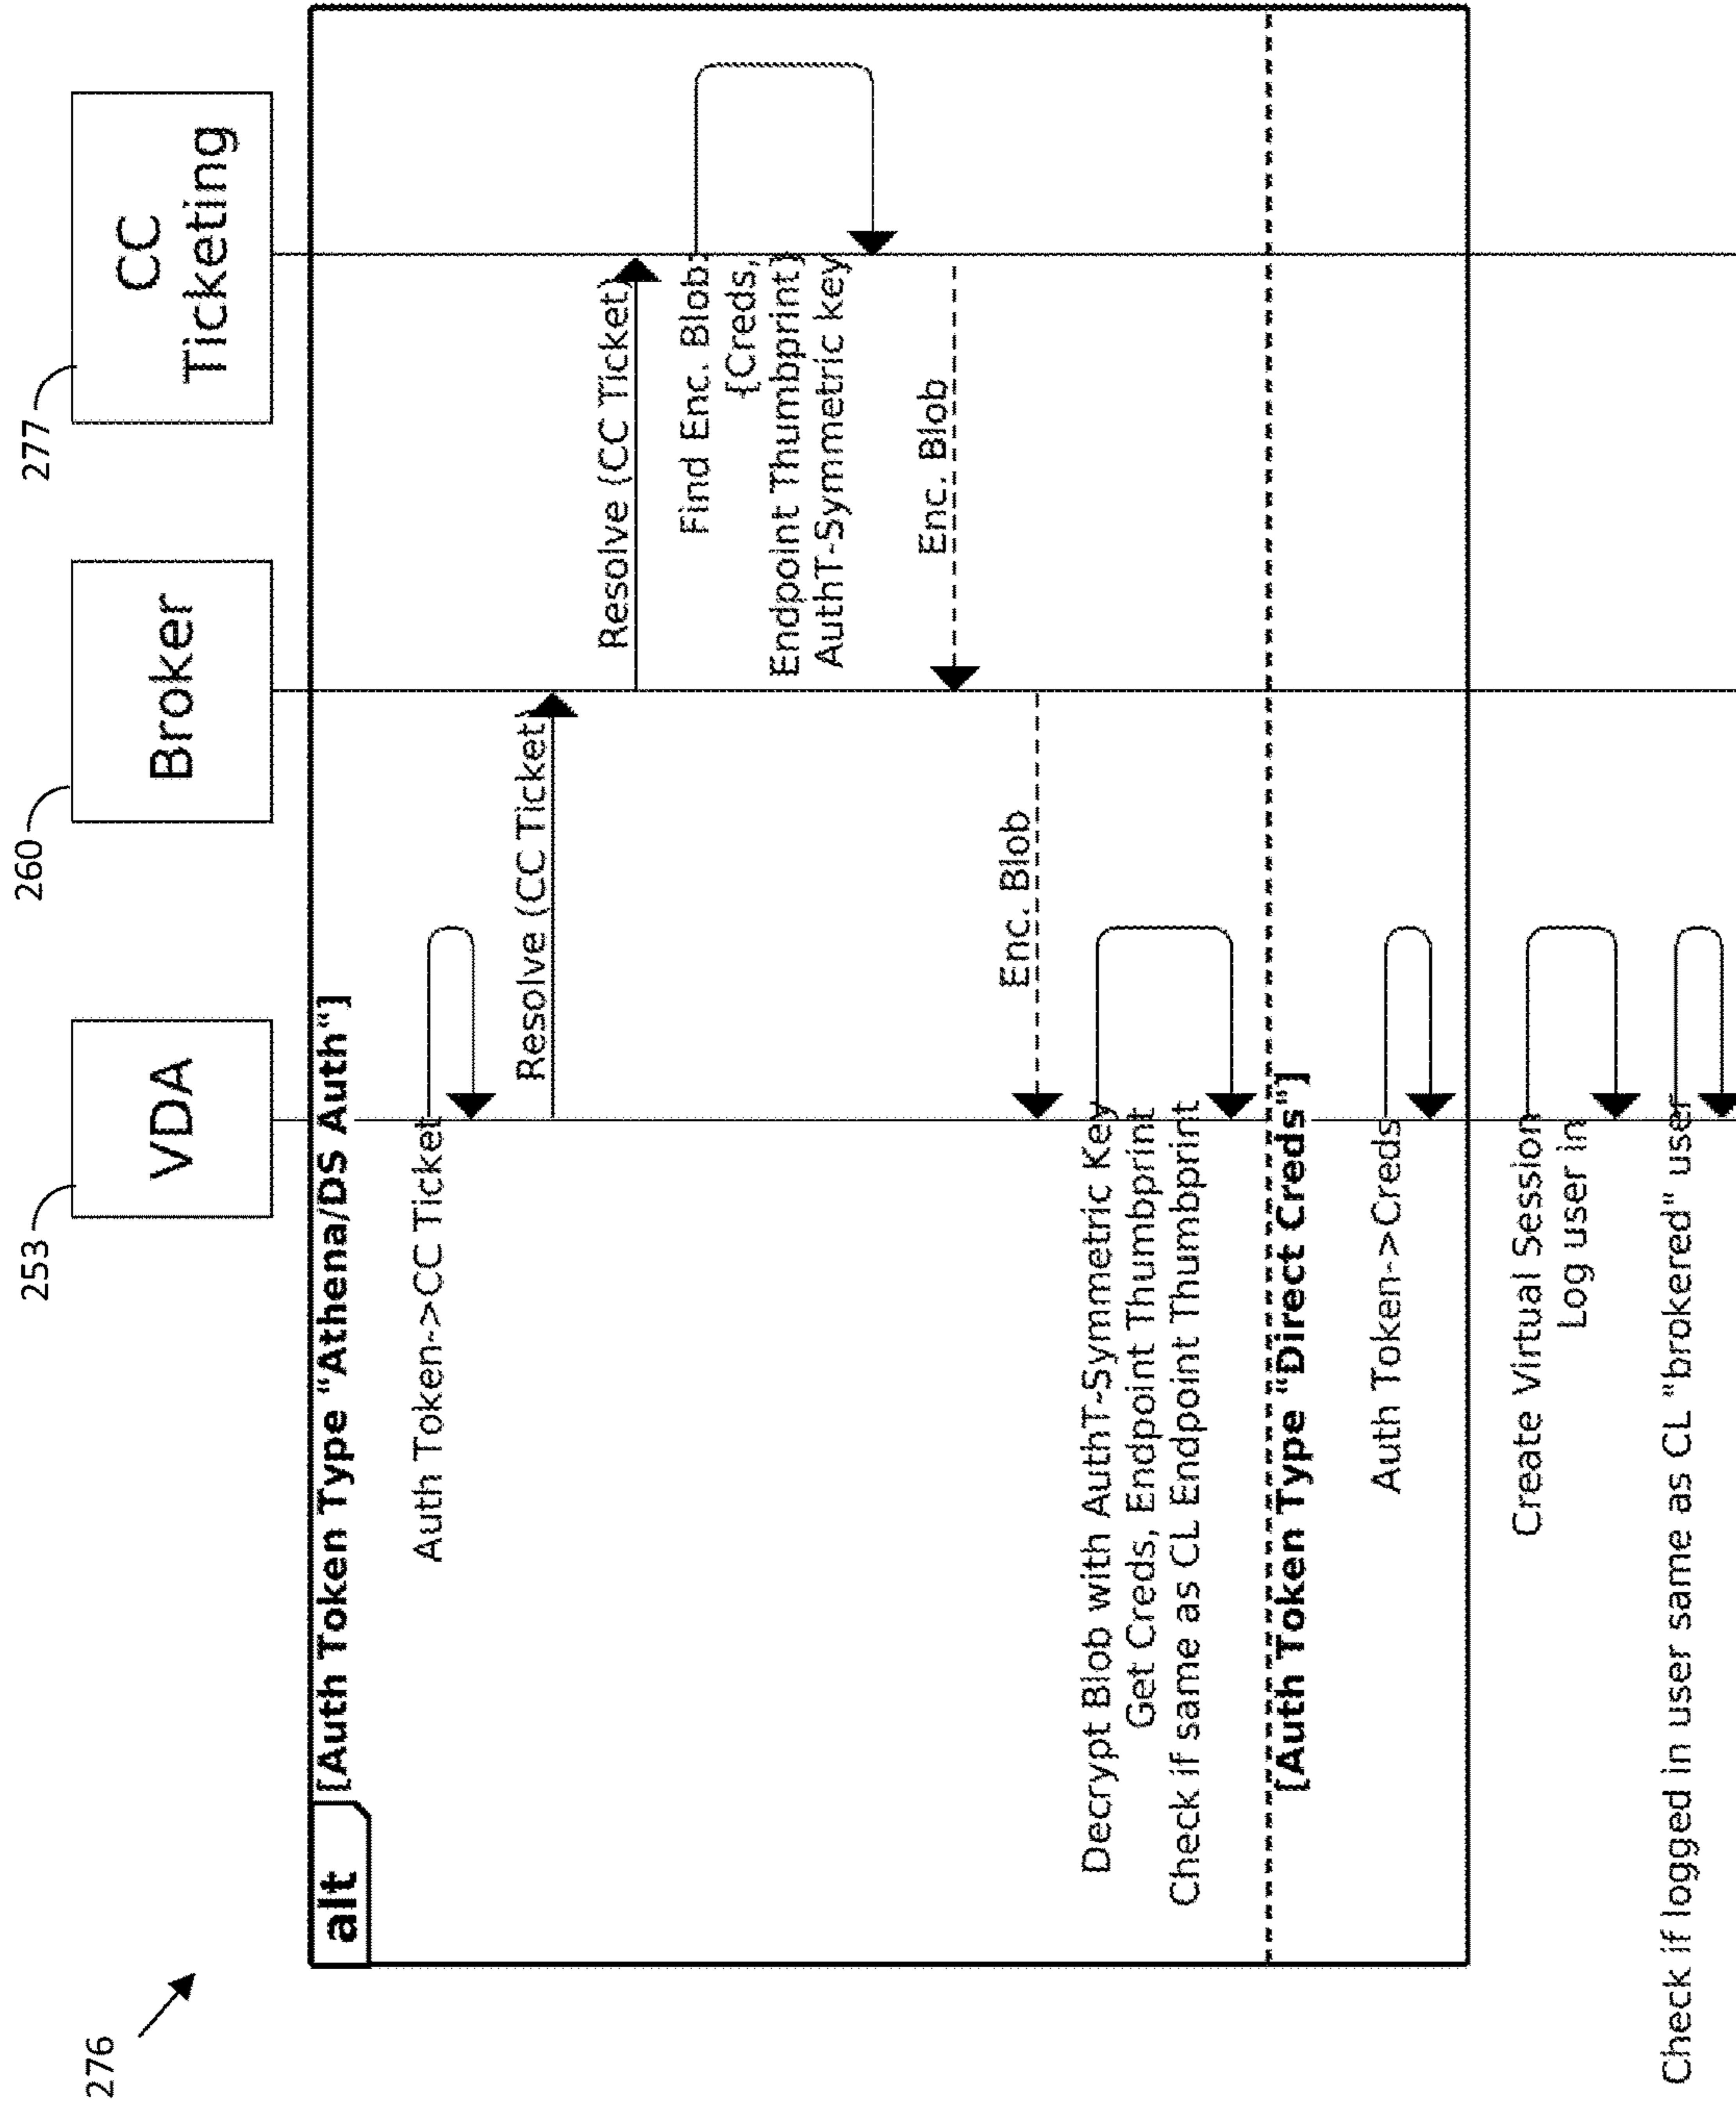 276
253
260
277
VDA
Broker
CC
Ticketing
alt
[Auth Token Type "Athena/DS Auth"]
Auth Token->CC Ticket
Resolve (CC Ticket)
Resolve (CC Ticket)
Find Enc. Blob:
{Creds,
Endpoint Thumbprint}
AuthT-Symmetric key
Enc. Blob
Enc. Blob
Decrypt Blob with AuthT-Symmetric Key
Get Creds, Endpoint Thumbprint
Check if same as CL Endpoint Thumbprint
[Auth Token Type "Direct Creds"]
Auth Token->Creds
Create Virtual Session
Log user in
Check if logged in user same as CL "brokered" user